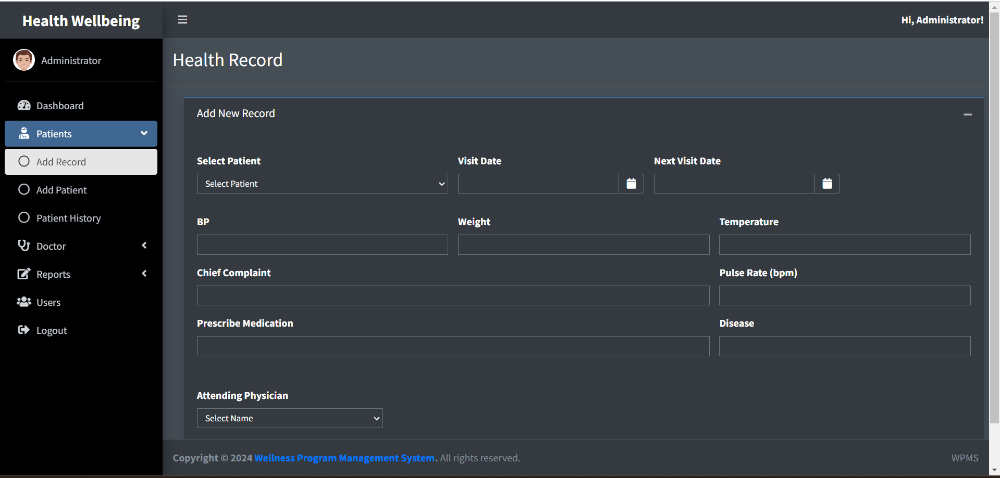 Health Wellbeing
Hi, Administrator!
Administrator
Dashboard
Patients
Add Record
Add Patient
Patient History
Doctor
Reports
Users
Logout
Health Record
Add New Record
Select Patient
Visit Date
Next Visit Date
Select Patient
BP
Weight
Temperature
Chief Complaint
Pulse Rate (bpm)
Prescribe Medication
Disease
Attending Physician
Select Name
Copyright © 2024 Wellness Program Management System. All rights reserved.
WPMS